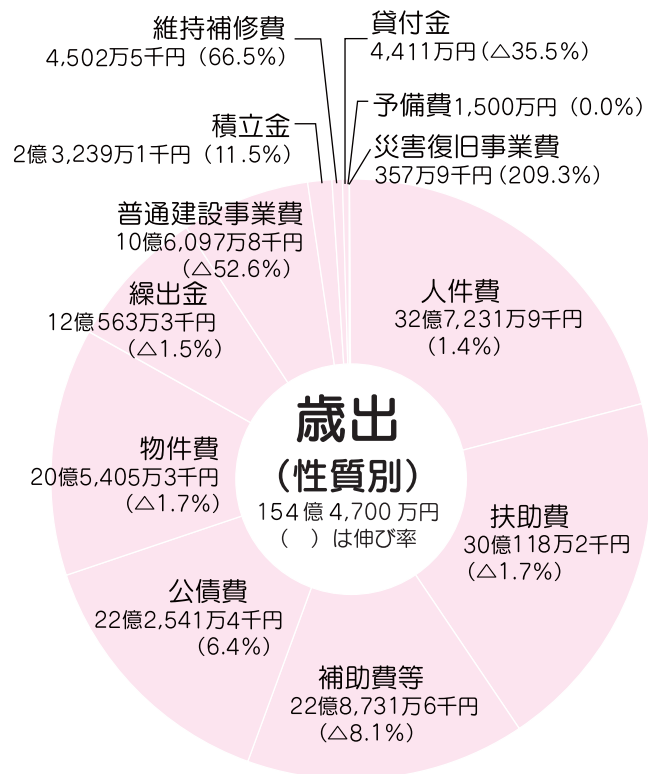 維持補修費
4,502万5千円（66.5%）
貸付金
4,411万円（△35.5%）
予備費1,500万円（0.0%）
積立金
2億3,239万1千円（11.5%）
災害復旧事業費
357万9千円（209.3%）
普通建設事業費
10億6,097万8千円
（△52.6%）
繰出金
12億563万3千円
（△1.5%）
人件費
32億7,231万9千円
（1.4%）
歳出
（性質別）
154億4,700万円
（　）は伸び率
物件費
20億5,405万3千円
（△1.7%）
扶助費
30億118万2千円
（△1.7%）
公債費
22億2,541万4千円
（6.4%）
補助費等
22億8,731万6千円
（△8.1%）